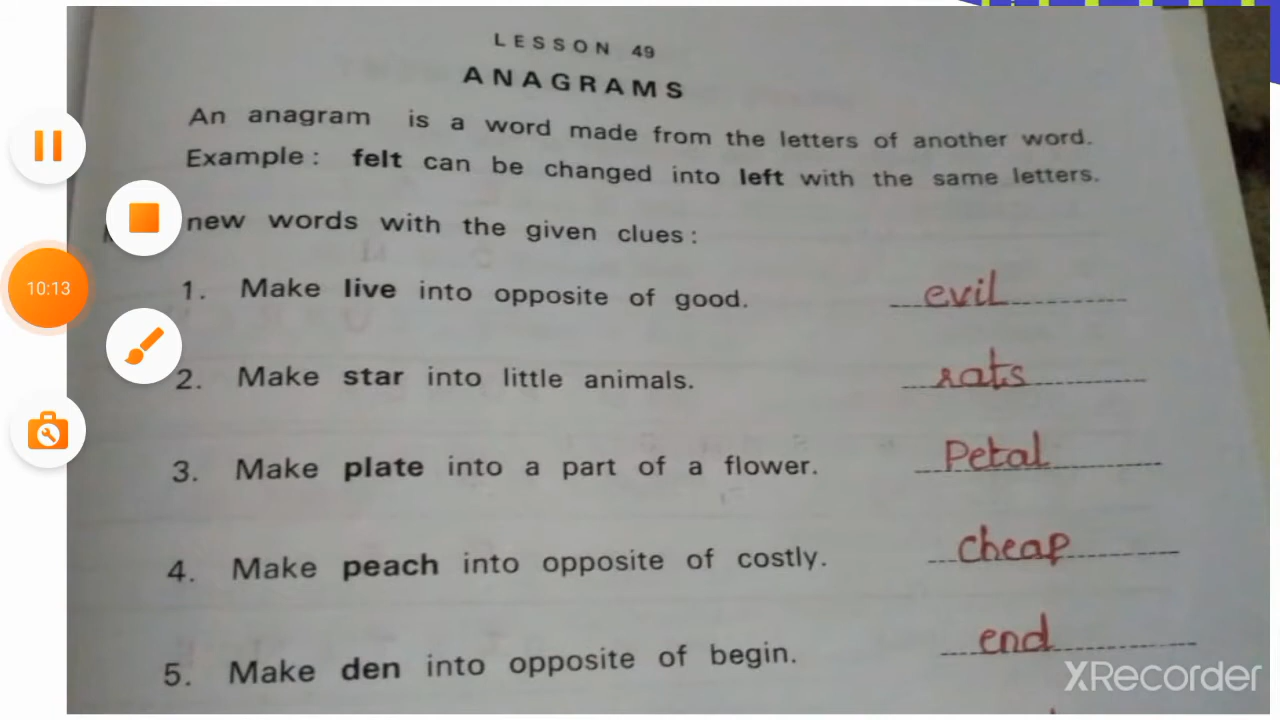 LESSON 49
ANAGRAMS
An anagram is a word made from the letters of another word.
Example : felt can be changed into left with the same letters.
new words with the given clues :
1. Make live into opposite of good. evil
2. Make star into little animals. rats
3. Make plate into a part of a flower. Petal
4. Make peach into opposite of costly. cheap
5. Make den into opposite of begin. end
10:13
XRecorder